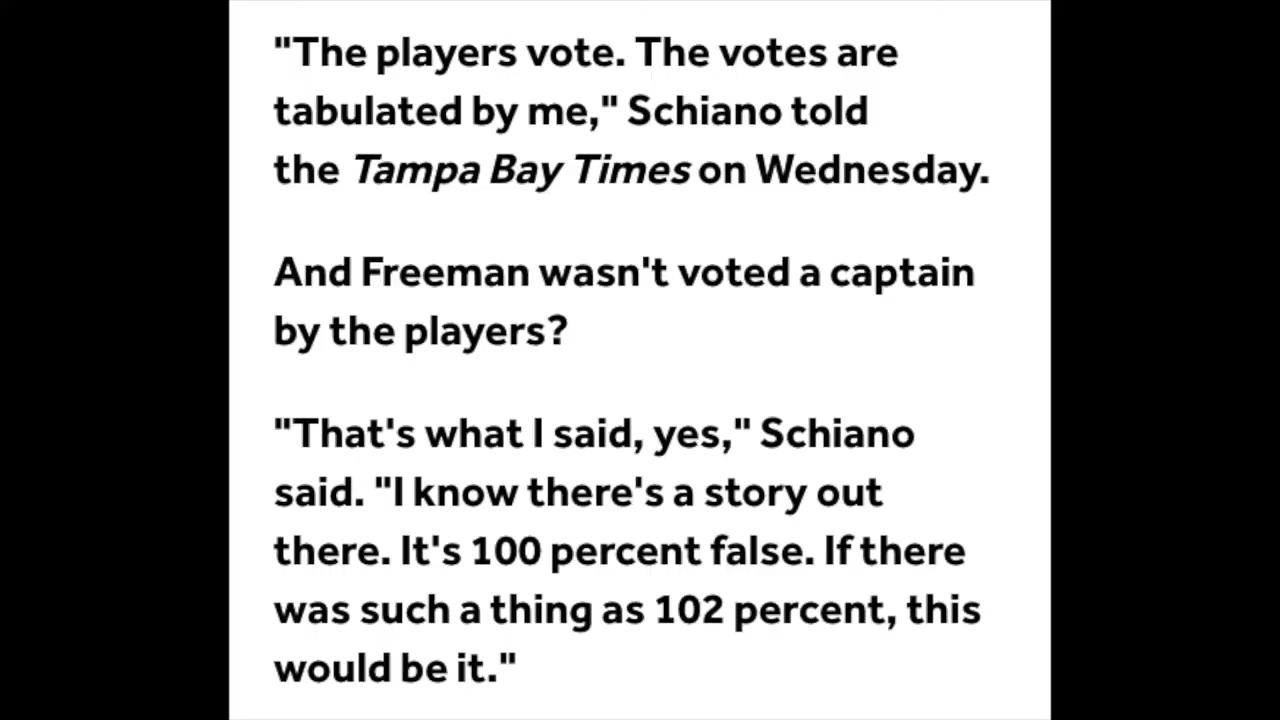 "The players vote. The votes are
tabulated by me," Schiano told
the Tampa Bay Times on Wednesday.
And Freeman wasn't voted a captain
by the players?
"That's what I said, yes," Schiano
said. "I know there's a story out
there. It's 100 percent false. If there
was such a thing as 102 percent, this
would be it."